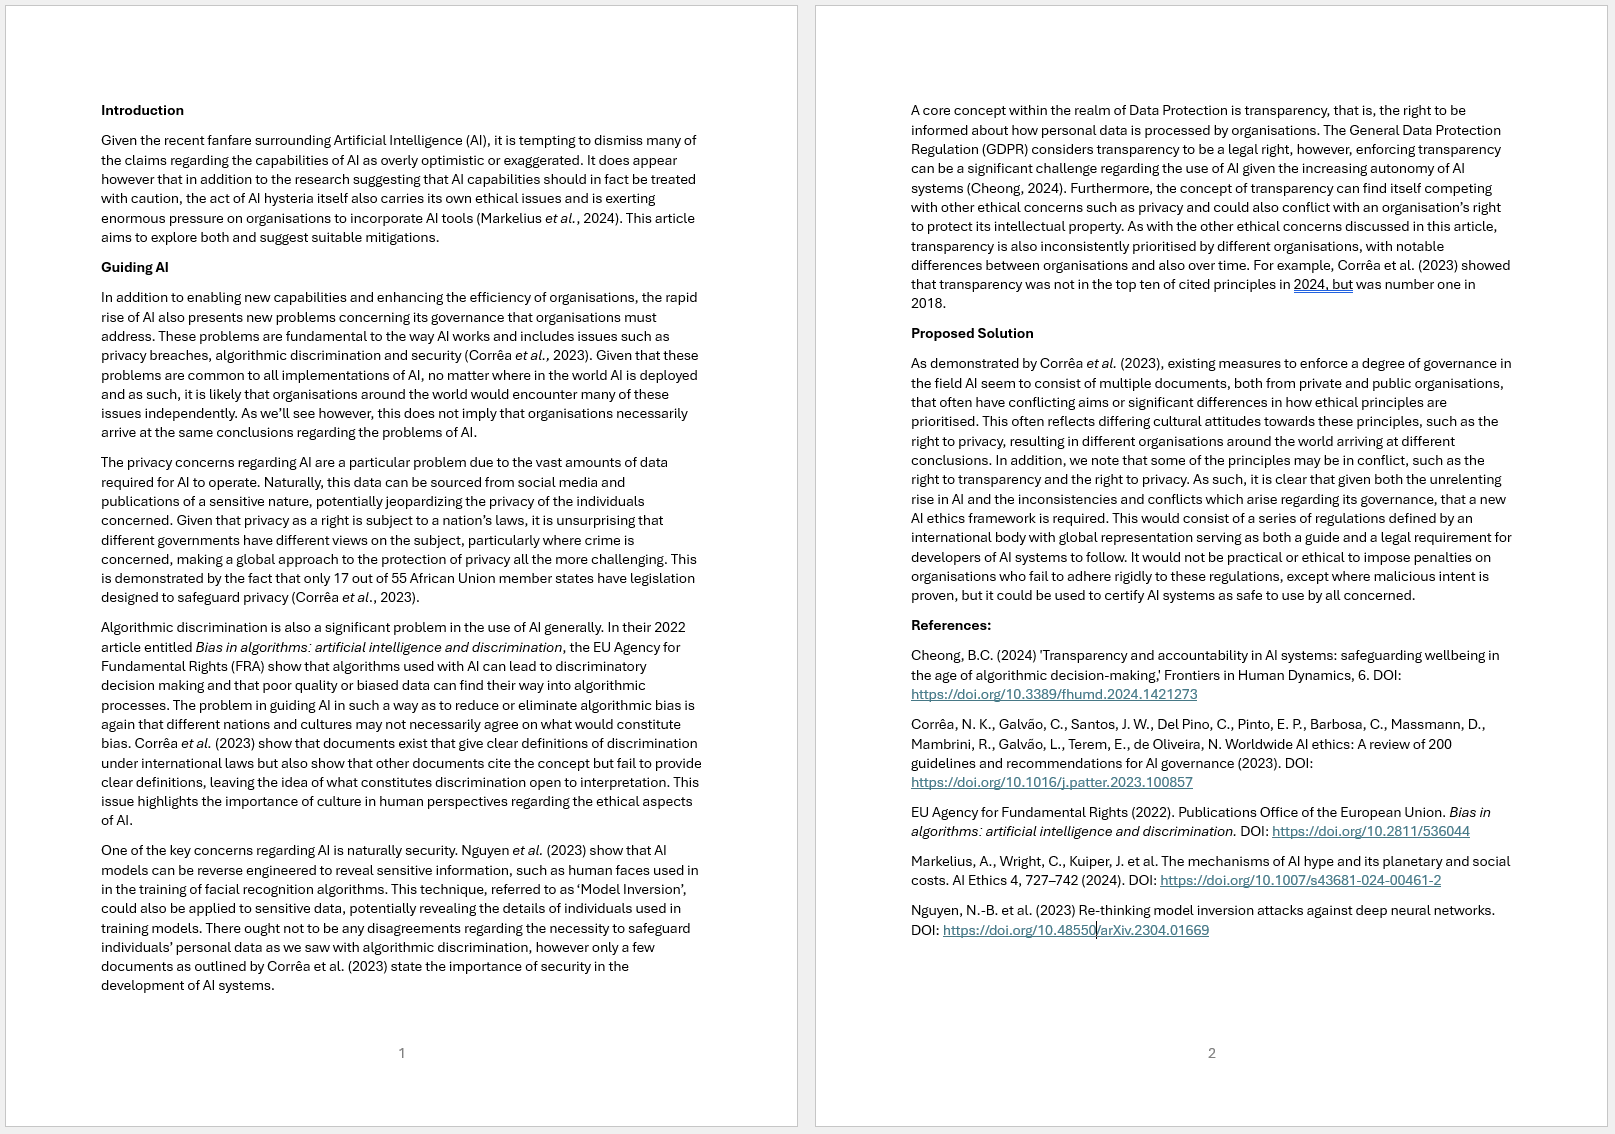 Introduction
Given the recent fanfare surrounding Artificial Intelligence (AI), it is tempting to dismiss many of
the claims regarding the capabilities of AI as overly optimistic or exaggerated. It does appear
however that in addition to the research suggesting that AI capabilities should in fact be treated
with caution, the act of AI hysteria itself also carries its own ethical issues and is exerting
enormous pressure on organisations to incorporate AI tools (Markelius et al., 2024). This article
aims to explore both and suggest suitable mitigations.
Guiding AI
In addition to enabling new capabilities and enhancing the efficiency of organisations, the rapid
rise of AI also presents new problems concerning its governance that organisations must
address. These problems are fundamental to the way AI works and includes issues such as
privacy breaches, algorithmic discrimination and security (Corrêa et al., 2023). Given that these
problems are common to all implementations of AI, no matter where in the world AI is deployed
and as such, it is likely that organisations around the world would encounter many of these
issues independently. As we’ll see however, this does not imply that organisations necessarily
arrive at the same conclusions regarding the problems of AI.
The privacy concerns regarding AI are a particular problem due to the vast amounts of data
required for AI to operate. Naturally, this data can be sourced from social media and
publications of a sensitive nature, potentially jeopardizing the privacy of the individuals
concerned. Given that privacy as a right is subject to a nation’s laws, it is unsurprising that
different governments have different views on the subject, particularly where crime is
concerned, making a global approach to the protection of privacy all the more challenging. This
is demonstrated by the fact that only 17 out of 55 African Union member states have legislation
designed to safeguard privacy (Corrêa et al., 2023).
Algorithmic discrimination is also a significant problem in the use of AI generally. In their 2022
article entitled Bias in algorithms: artificial intelligence and discrimination, the EU Agency for
Fundamental Rights (FRA) show that algorithms used with AI can lead to discriminatory
decision making and that poor quality or biased data can find their way into algorithmic
processes. The problem in guiding AI in such a way as to reduce or eliminate algorithmic bias is
again that different nations and cultures may not necessarily agree on what would constitute
bias. Corrêa et al. (2023) show that documents exist that give clear definitions of discrimination
under international laws but also show that other documents cite the concept but fail to provide
clear definitions, leaving the idea of what constitutes discrimination open to interpretation. This
issue highlights the importance of culture in human perspectives regarding the ethical aspects
of AI.
One of the key concerns regarding AI is naturally security. Nguyen et al. (2023) show that AI
models can be reverse engineered to reveal sensitive information, such as human faces used in
in the training of facial recognition algorithms. This technique, referred to as ‘Model Inversion’,
could also be applied to sensitive data, potentially revealing the details of individuals used in
training models. There ought not to be any disagreements regarding the necessity to safeguard
individuals’ personal data as we saw with algorithmic discrimination, however only a few
documents as outlined by Corrêa et al. (2023) state the importance of security in the
development of AI systems.
1
A core concept within the realm of Data Protection is transparency, that is, the right to be
informed about how personal data is processed by organisations. The General Data Protection
Regulation (GDPR) considers transparency to be a legal right, however, enforcing transparency
can be a significant challenge regarding the use of AI given the increasing autonomy of AI
systems (Cheong, 2024). Furthermore, the concept of transparency can find itself competing
with other ethical concerns such as privacy and could also conflict with an organisation’s right
to protect its intellectual property. As with the other ethical concerns discussed in this article,
transparency is also inconsistently prioritised by different organisations, with notable
differences between organisations and also over time. For example, Corrêa et al. (2023) showed
that transparency was not in the top ten of cited principles in 2024, but was number one in
2018.
Proposed Solution
As demonstrated by Corrêa et al. (2023), existing measures to enforce a degree of governance in
the field AI seem to consist of multiple documents, both from private and public organisations,
that often have conflicting aims or significant differences in how ethical principles are
prioritised. This often reflects differing cultural attitudes towards these principles, such as the
right to privacy, resulting in different organisations around the world arriving at different
conclusions. In addition, we note that some of the principles may be in conflict, such as the
right to transparency and the right to privacy. As such, it is clear that given both the unrelenting
rise in AI and the inconsistencies and conflicts which arise regarding its governance, that a new
AI ethics framework is required. This would consist of a series of regulations defined by an
international body with global representation serving as both a guide and a legal requirement for
developers of AI systems to follow. It would not be practical or ethical to impose penalties on
organisations who fail to adhere rigidly to these regulations, except where malicious intent is
proven, but it could be used to certify AI systems as safe to use by all concerned.
References:
Cheong, B.C. (2024) 'Transparency and accountability in AI systems: safeguarding wellbeing in
the age of algorithmic decision-making,' Frontiers in Human Dynamics, 6. DOI:
https://doi.org/10.3389/fhumd.2024.1421273
Corrêa, N. K., Galvão, C., Santos, J. W., Del Pino, C., Pinto, E. P., Barbosa, C., Massmann, D.,
Mambrini, R., Galvão, L., Terem, E., de Oliveira, N. Worldwide AI ethics: A review of 200
guidelines and recommendations for AI governance (2023). DOI:
https://doi.org/10.1016/j.patter.2023.100857
EU Agency for Fundamental Rights (2022). Publications Office of the European Union. Bias in
algorithms: artificial intelligence and discrimination. DOI: https://doi.org/10.2811/536044
Markelius, A., Wright, C., Kuiper, J. et al. The mechanisms of AI hype and its planetary and social
costs. AI Ethics 4, 727–742 (2024). DOI: https://doi.org/10.1007/s43681-024-00461-2
Nguyen, N.-B. et al. (2023) Re-thinking model inversion attacks against deep neural networks.
DOI: https://doi.org/10.48550/arXiv.2304.01669
2